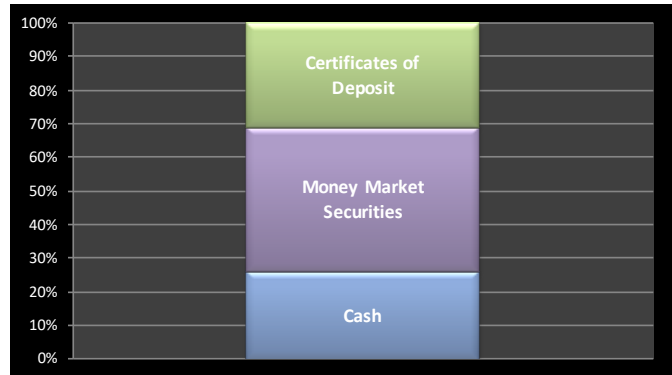 100%
90%
80%
70%
60%
50%
40%
30%
20%
10%
0%
Certificates of
Deposit
Money Market
Securities
Cash